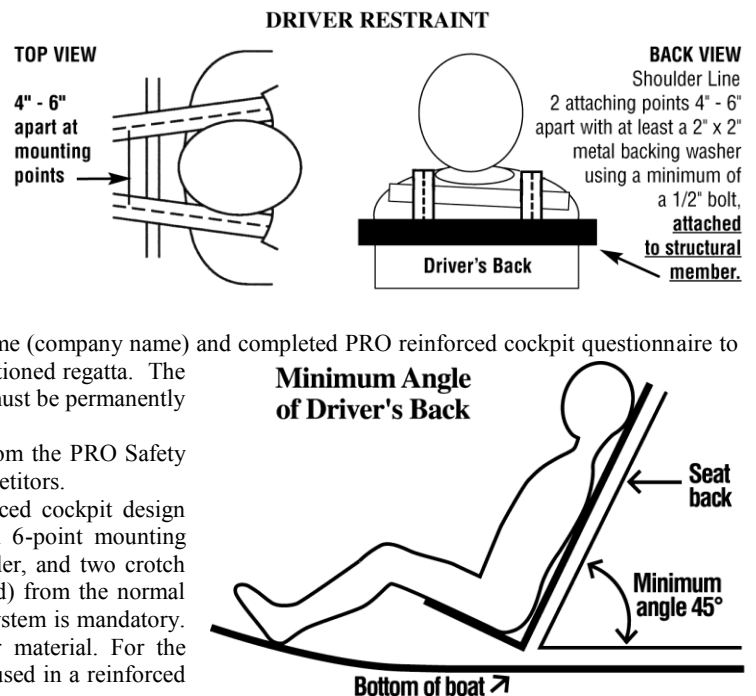 DRIVER RESTRAINT
TOP VIEW
4" - 6"
apart at
mounting
points
BACK VIEW
Shoulder Line
2 attaching points 4" - 6"
apart with at least a 2" x 2"
metal backing washer
using a minimum of
a 1/2" bolt,
attached
to structural
member.
Driver's Back
me (company name) and completed PRO reinforced cockpit questionnaire to
tioned regatta. The
must be permanently
om the PRO Safety
etitors.
ced cockpit design
6-point mounting
ler, and two crotch
d) from the normal
ystem is mandatory.
r material. For the
used in a reinforced
Minimum Angle
of Driver's Back
Seat
back
Minimum
angle 45°
Bottom of boat